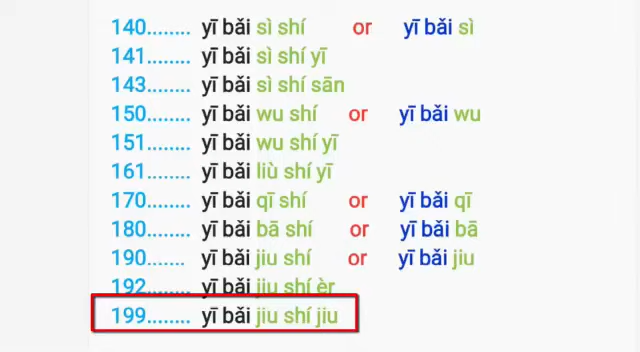 140........ yī bǎi sì shí or yī bǎi sì
141........ yī bǎi sì shí yī
143........ yī bǎi sì shí sān
150........ yī bǎi wu shí or yī bǎi wu
151........ yī bǎi wu shí yī
161........ yī bǎi liù shí yī
170........ yī bǎi qī shí or yī bǎi qī
180........ yī bǎi bā shí or yī bǎi bā
190....... yī bǎi jiu shí or yī bǎi jiu
192........ yī bǎi jiu shí èr
199........ yī bǎi jiu shí jiu